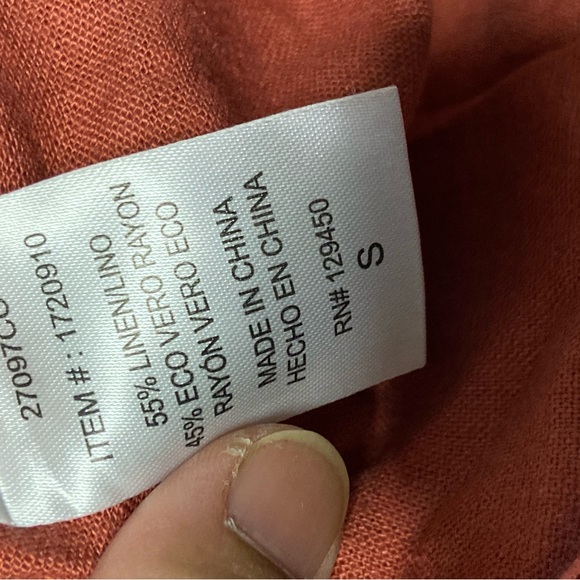 27097CO
ITEM # : 1720910
55% LINEN/LINO
45% ECO VERO RAYON
RAYÓN VERO ECO
MADE IN CHINA
HECHO EN CHINA
RN# 129450
S